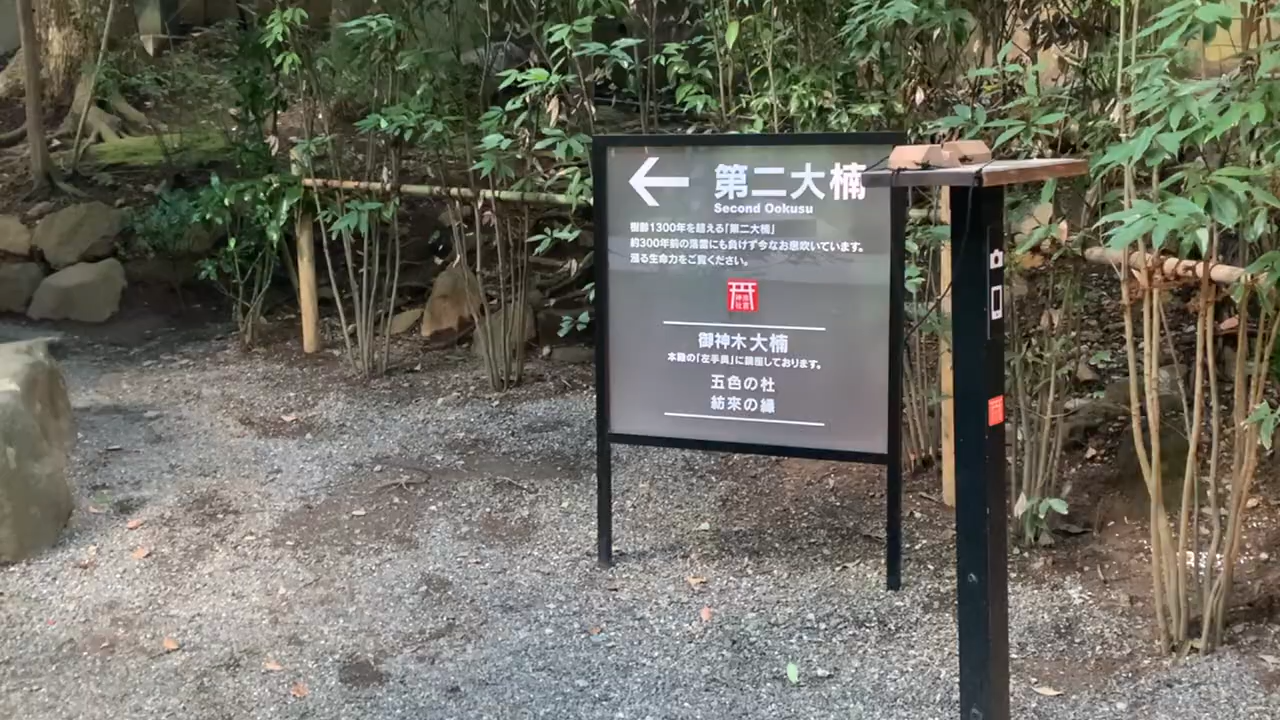 第二大楠
Second Ookusu
樹齢1300年を超える「第二大楠」
約300年前の落雷にも負けず今なお息吹いています。
漲る生命力をご覧ください。
御神木大楠
本殿の「左手奥」に鎮座しております。
五色の杜
紡来の縁